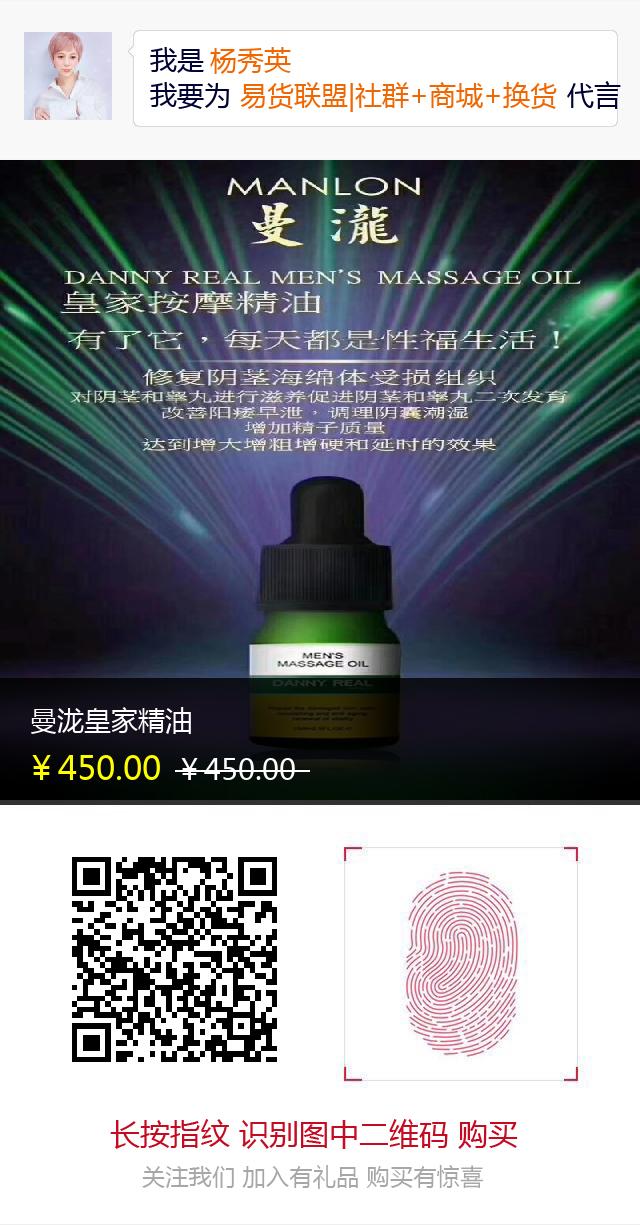 我是 杨秀英
我要为 易货联盟|社群+商城+换货 代言
MANLON
曼瀧
DANNY REAL MEN'S MASSAGE OIL
皇家按摩精油
有了它，每天都是性福生活！
修复阴茎海绵体受损组织
对阴茎和睾丸进行滋养促进阴茎和睾丸二次发育
改善阳痿早泄，调理阴囊潮湿
增加精子质量
达到增大增粗增硬和延时的效果
MEN'S
MASSAGE OIL
DANNY REAL
曼泷皇家精油
￥450.00 ￥450.00
长按指纹 识别图中二维码 购买
关注我们 加入有礼品 购买有惊喜